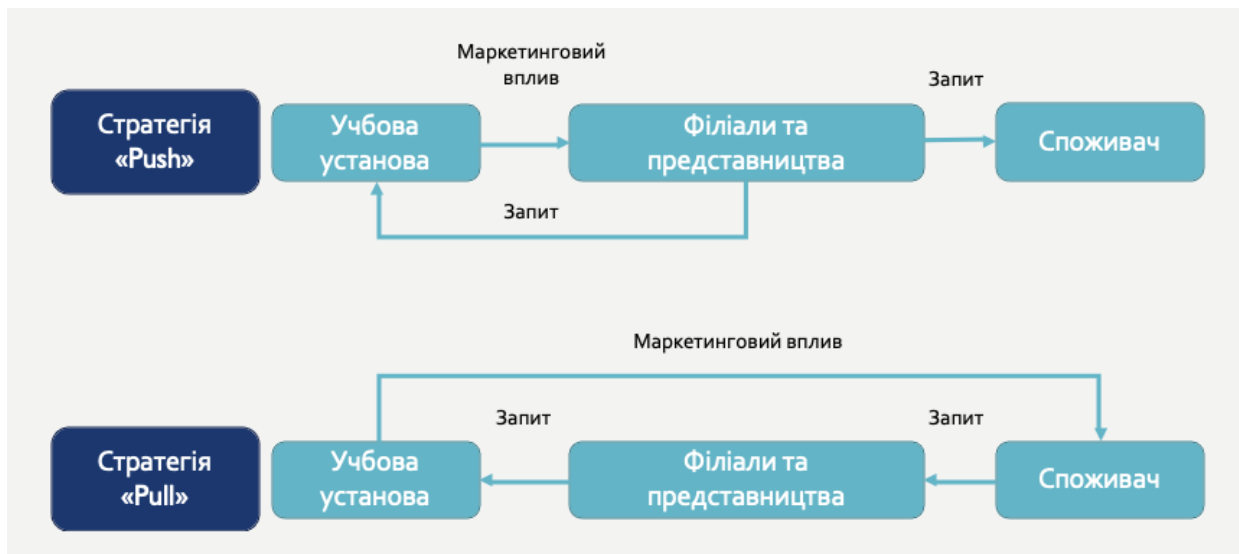 Маркетинговий
вплив
Запит
Стратегія
«Push»
Учбова
установа
Філіали та
представництва
Споживач
Запит
Маркетинговий вплив
Запит
Запит
Стратегія
«Pull»
Учбова
установа
Філіали та
представництва
Споживач